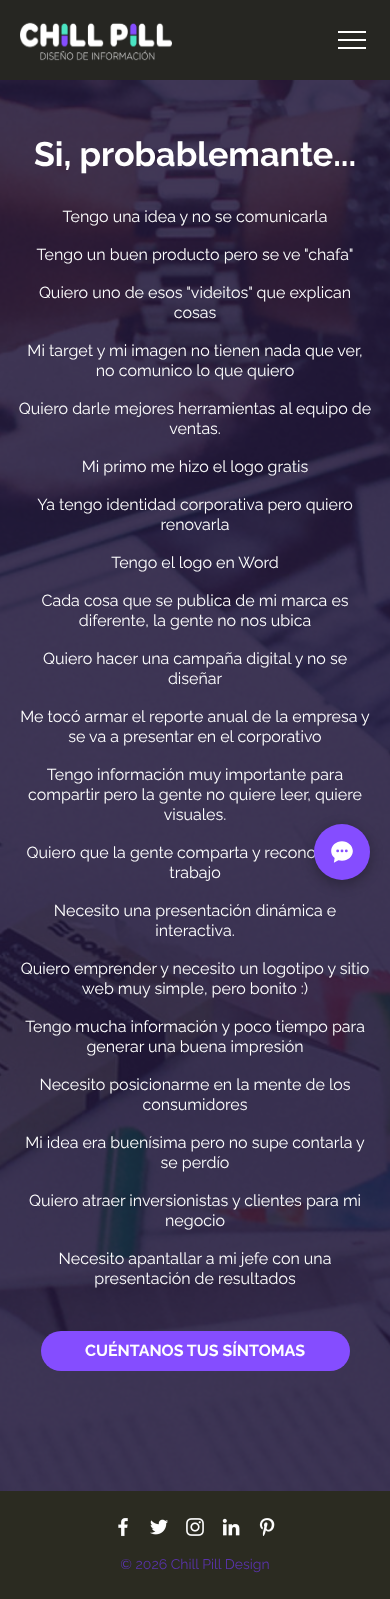 CHILL PILL
DISEÑO DE INFORMACIÓN
Si, probablemante...
Tengo una idea y no se comunicarla
Tengo un buen producto pero se ve "chafa"
Quiero uno de esos "videitos" que explican
cosas
Mi target y mi imagen no tienen nada que ver,
no comunico lo que quiero
Quiero darle mejores herramientas al equipo de
ventas.
Mi primo me hizo el logo gratis
Ya tengo identidad corporativa pero quiero
renovarla
Tengo el logo en Word
Cada cosa que se publica de mi marca es
diferente, la gente no nos ubica
Quiero hacer una campaña digital y no se
diseñar
Me tocó armar el reporte anual de la empresa y
se va a presentar en el corporativo
Tengo información muy importante para
compartir pero la gente no quiere leer, quiere
visuales.
Quiero que la gente comparta y
trabajo
Necesito una presentación dinámica e
interactiva.
Quiero emprender y necesito un logotipo y sitio
web muy simple, pero bonito :)
Tengo mucha información y poco tiempo para
generar una buena impresión
Necesito posicionarme en la mente de los
consumidores
Mi idea era buenísima pero no supe contarla y
se perdío
Quiero atraer inversionistas y clientes para mi
negocio
Necesito apantallar a mi jefe con una
presentación de resultados
CUÉNTANOS TUS SÍNTOMAS
© 2026 Chill Pill Design